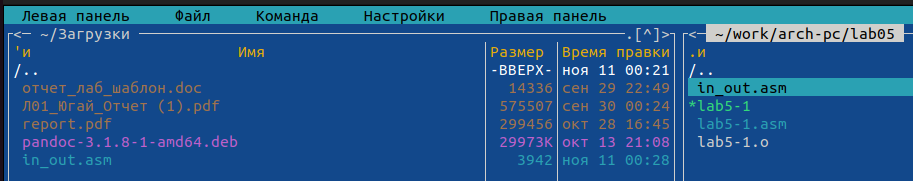 Левая панель Файл Команда Настройки Правая панель
<─ ~/Загрузки .[^]> <─ ~/work/arch-pc/lab05
'и Имя Размер Время правки .и
/.. -ВВЕРХ- ноя 11 00:21 /..
отчет_лаб_шаблон.doc 14336 сен 29 22:49 in_out.asm
Л01_Югай_Отчет (1).pdf 575507 сен 30 00:24 *lab5-1
report.pdf 299456 окт 28 16:45 lab5-1.asm
pandoc-3.1.8-1-amd64.deb 29973K окт 13 21:08 lab5-1.o
in_out.asm 3942 ноя 11 00:28